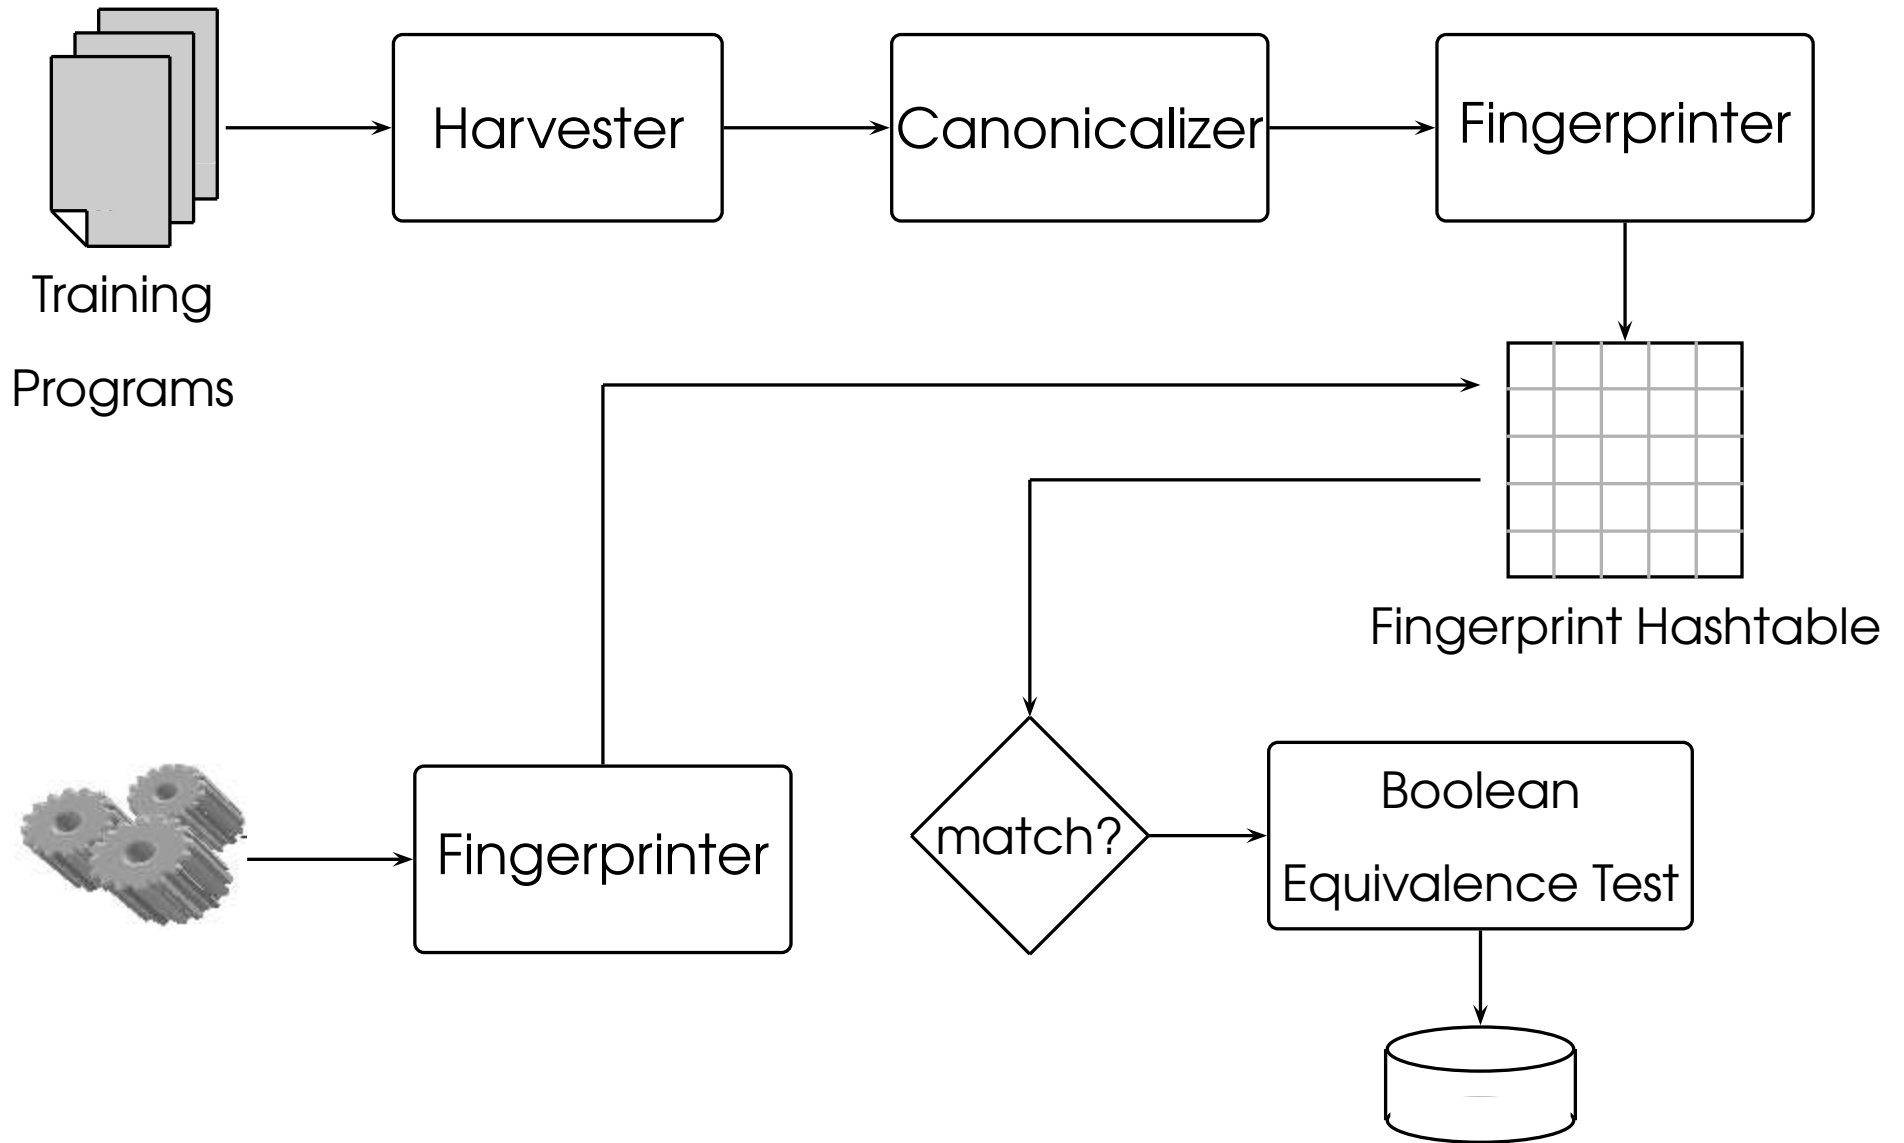 Harvester
Canonicalizer
Fingerprinter
Training
Programs
Fingerprint Hashtable
Fingerprinter
match?
Boolean
Equivalence Test